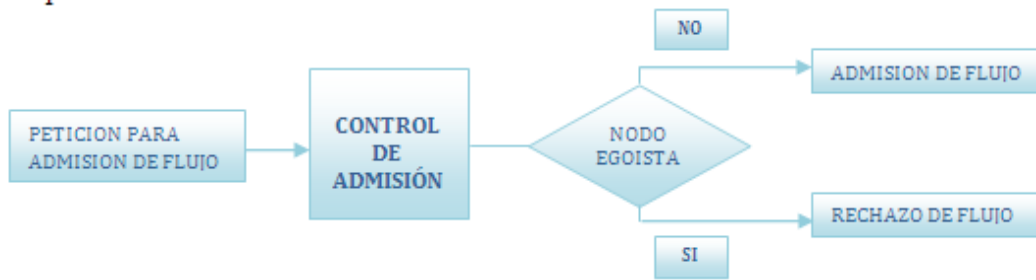 PETICION PARA
ADMISION DE FLUJO
CONTROL
DE
ADMISIÓN
NODO
EGOISTA
NO
ADMISION DE FLUJO
SI
RECHAZO DE FLUJO